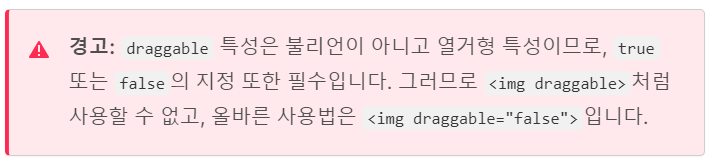 경고: draggable 특성은 불리언이 아니고 열거형 특성이므로, true
또는 false 의 지정 또한 필수입니다. 그러므로 <img draggable> 처럼
사용할 수 없고, 올바른 사용법은 <img draggable="false"> 입니다.